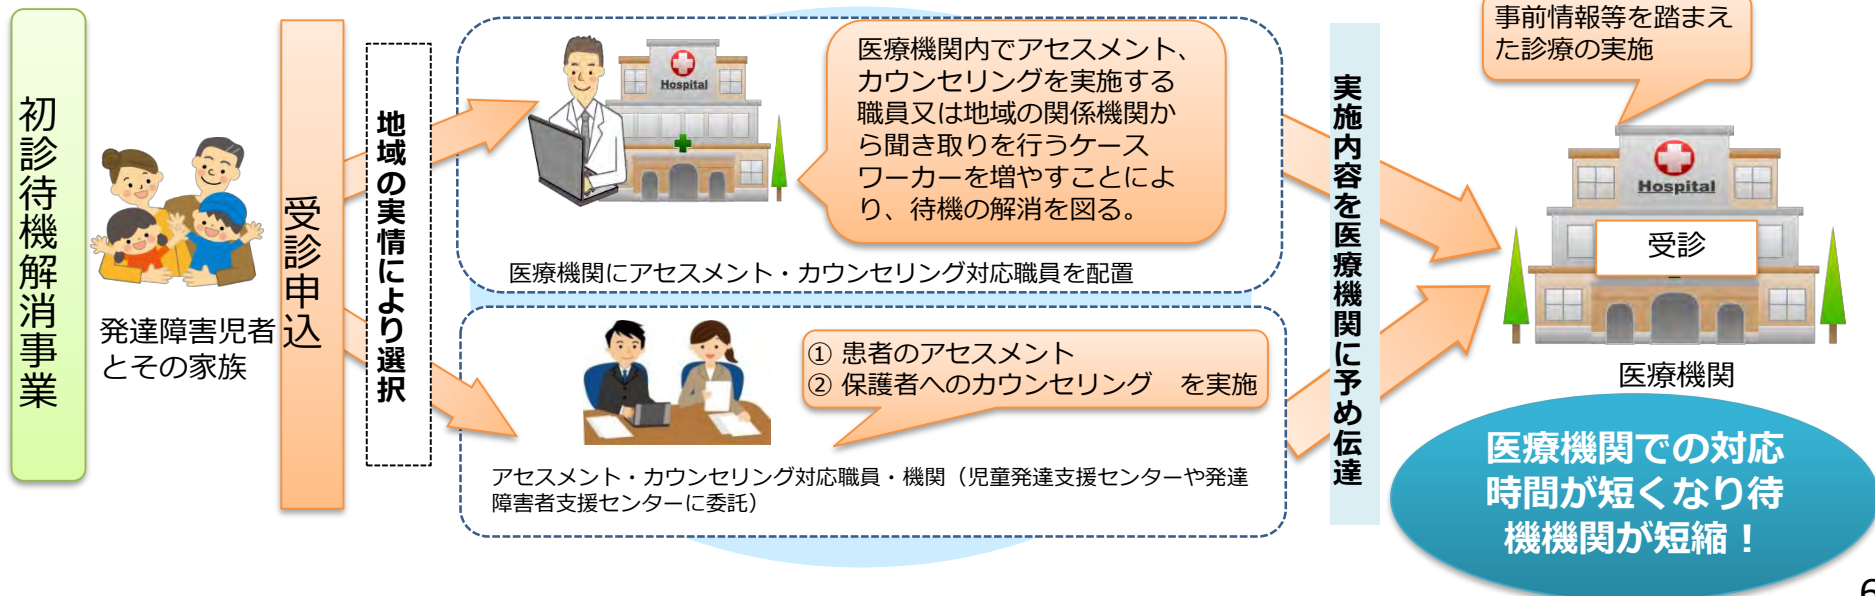 初診待機解消事業
発達障害児者
とその家族
受診申込
地域の実情により選択
Hospital
医療機関内でアセスメント、
カウンセリングを実施する
職員又は地域の関係機関か
ら聞き取りを行うケース
ワーカーを増やすことによ
り、待機の解消を図る。
医療機関にアセスメント・カウンセリング対応職員を配置
① 患者のアセスメント
② 保護者へのカウンセリング　を実施
アセスメント・カウンセリング対応職員・機関（児童発達支援センターや発達
障害者支援センターに委託）
実施内容を医療機関に予め伝達
事前情報等を踏まえ
た診療の実施
Hospital
受診
医療機関
医療機関での対応
時間が短くなり待
機機関が短縮！
6